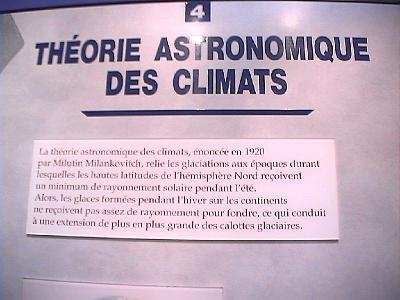 4
THÉORIE ASTRONOMIQUE
DES CLIMATS
La théorie astronomique des climats, énoncée en 1920
par Milutin Milankovitch, relie les glaciations aux époques durant
lesquelles les hautes latitudes de l'hémisphère Nord reçoivent
un minimum de rayonnement solaire pendant l'été.
Alors, les glaces formées pendant l'hiver sur les continents
ne reçoivent pas assez de rayonnement pour fondre, ce qui conduit
à une extension de plus en plus grande des calottes glaciaires.